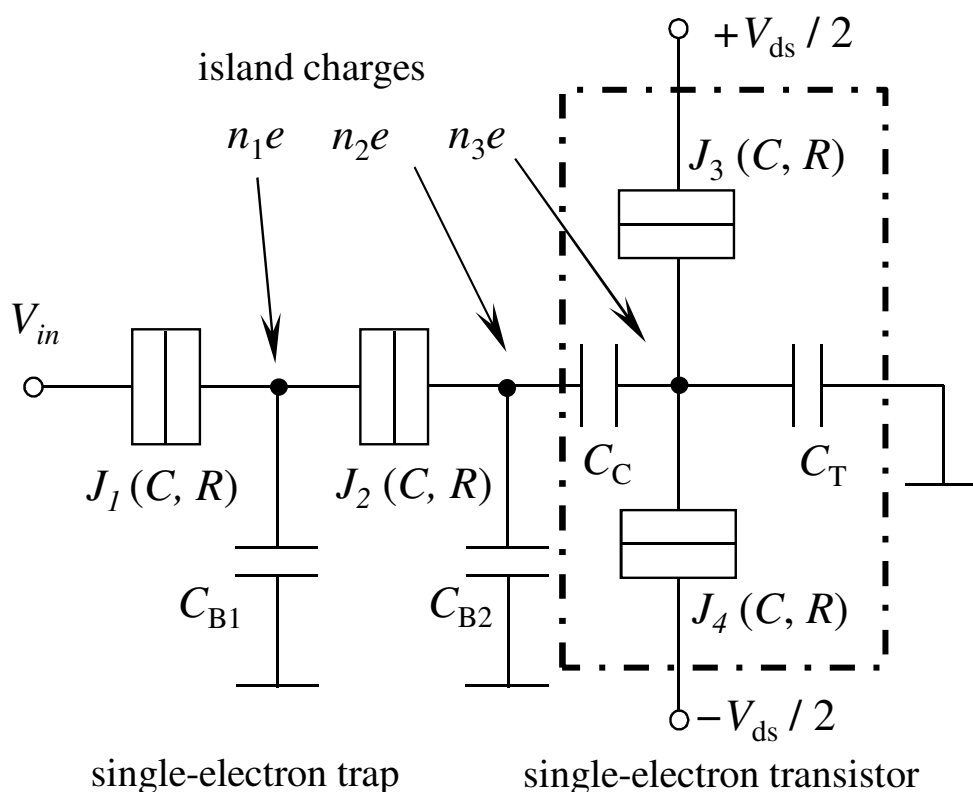 +V_ds / 2
island charges
n_1e n_2e n_3e
J_3 (C, R)
V_in
J_1 (C, R) J_2 (C, R) C_C C_T
C_B1 C_B2 J_4 (C, R)
−V_ds / 2
single-electron trap single-electron transistor